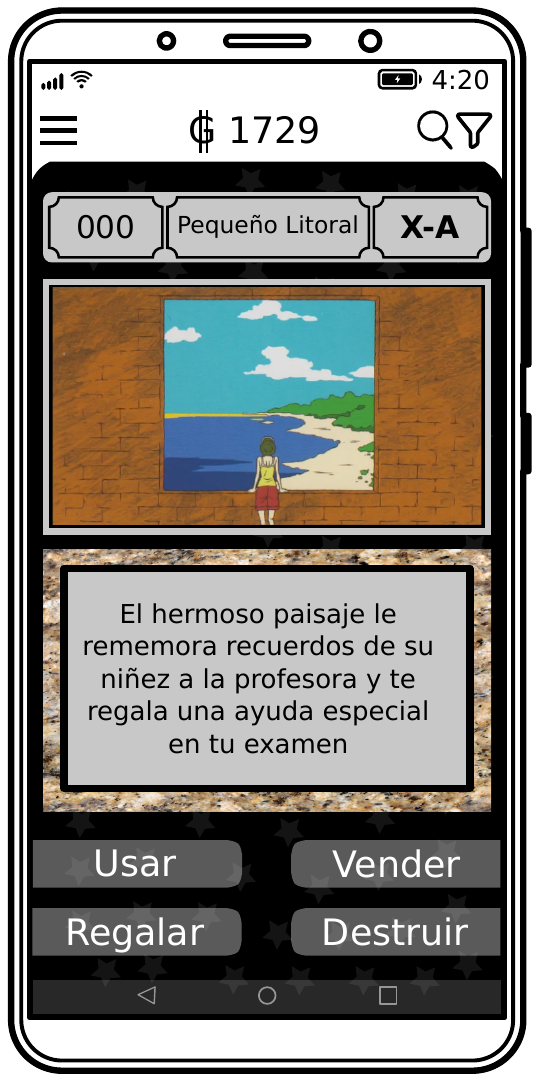 4:20
₲ 1729
000 Pequeño Litoral X-A
El hermoso paisaje le
rememora recuerdos de su
niñez a la profesora y te
regala una ayuda especial
en tu examen
Usar Vender
Regalar Destruir